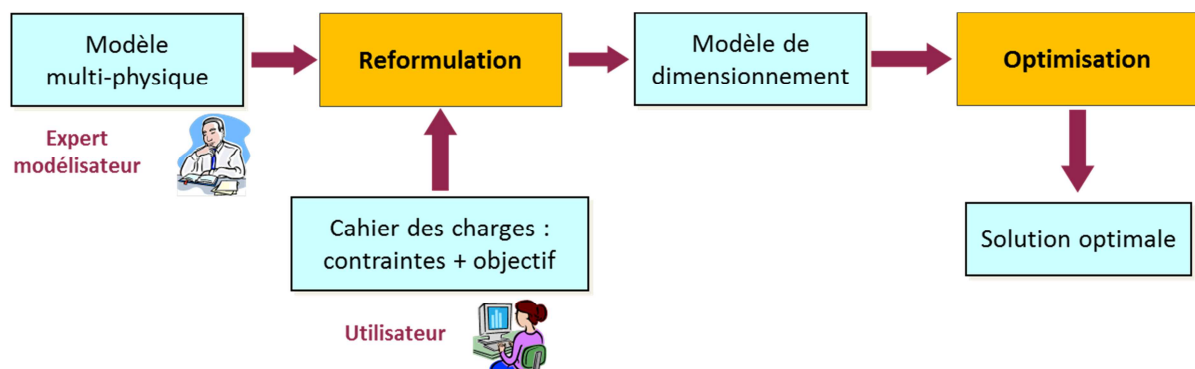 Modèle
multi-physique
Reformulation
Modèle de
dimensionnement
Optimisation
Expert
modélisateur
Cahier des charges :
contraintes + objectif
Solution optimale
Utilisateur